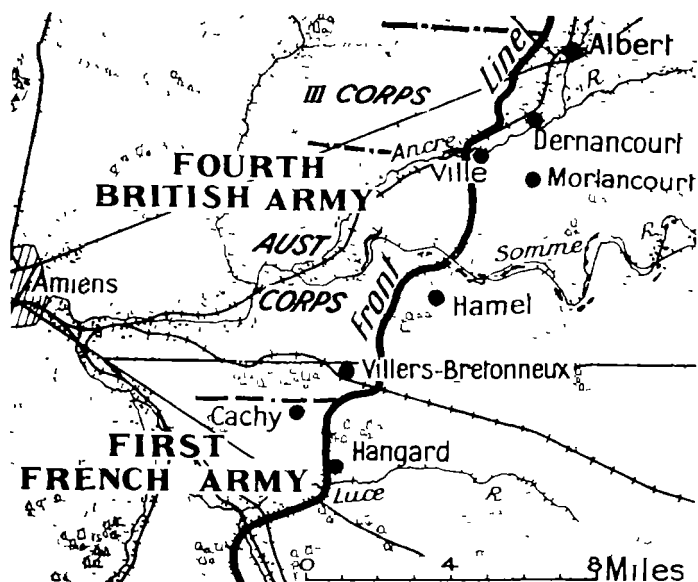 Line
Albert
III CORPS
R
Ancre
Dernancourt
FOURTH
Ville
BRITISH ARMY
Morlancourt
AUST
Somme
R
Amiens
CORPS
Front
Hamel
Villers-Bretonneux
Cachy
FIRST
Hangard
FRENCH ARMY
Luce
R
0 4 8 Miles